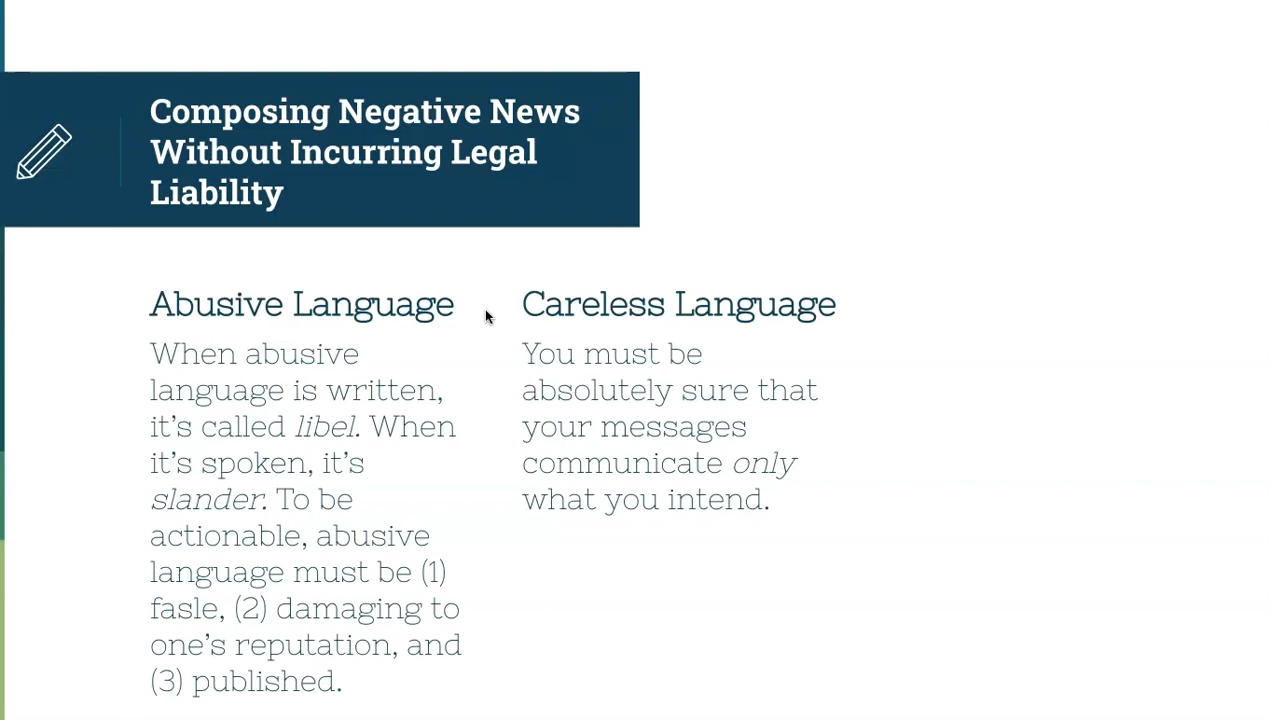 Composing Negative News
Without Incurring Legal
Liability
Abusive Language
When abusive
language is written,
it's called libel. When
it's spoken, it's
slander. To be
actionable, abusive
language must be (1)
fasle, (2) damaging to
one's reputation, and
(3) published.
Careless Language
You must be
absolutely sure that
your messages
communicate only
what you intend.